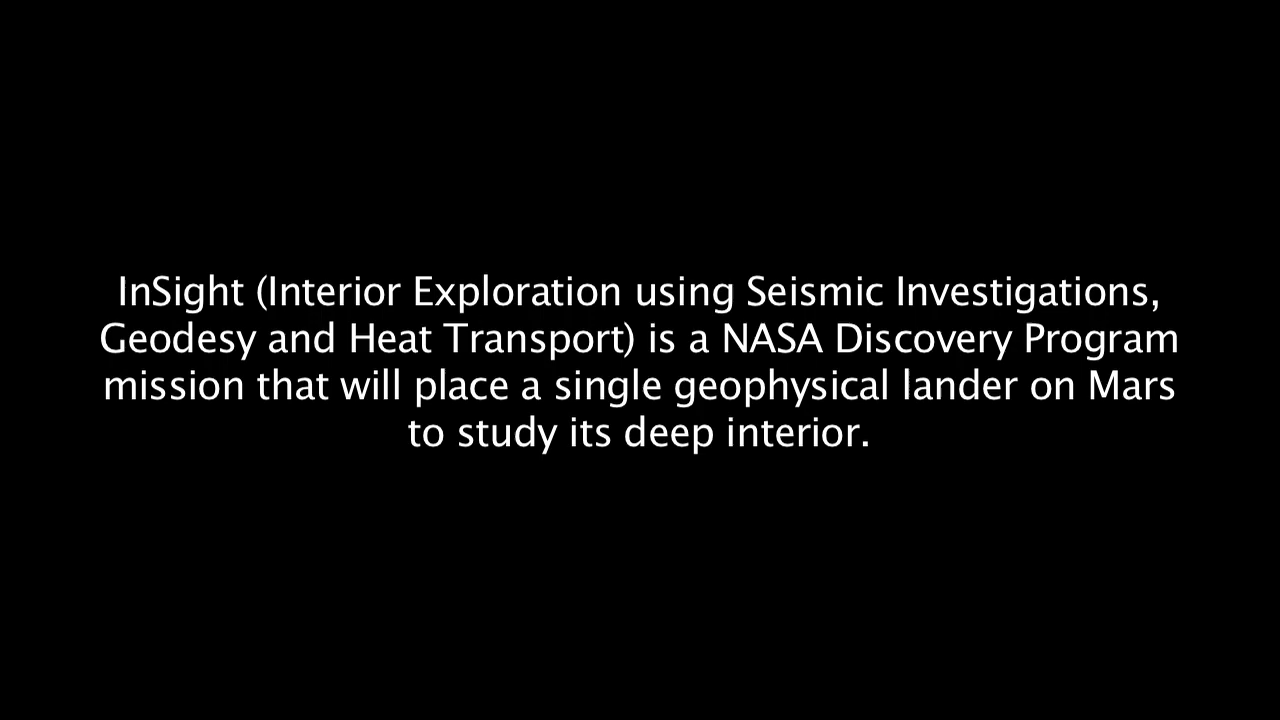 InSight (Interior Exploration using Seismic Investigations,
Geodesy and Heat Transport) is a NASA Discovery Program
mission that will place a single geophysical lander on Mars
to study its deep interior.